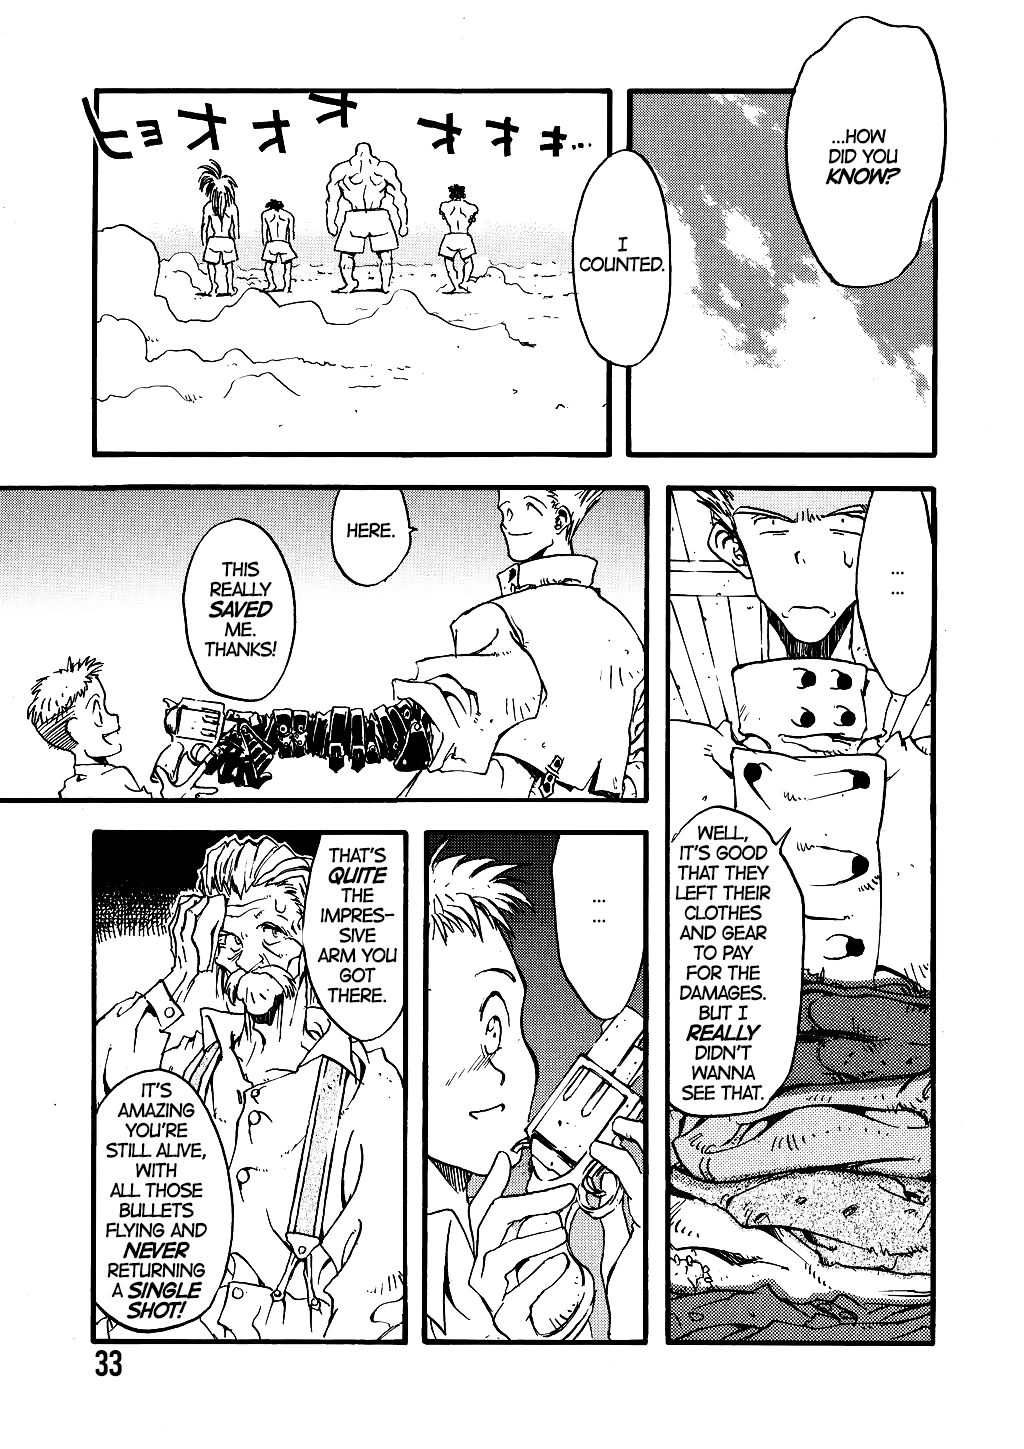 ...HOW
DID YOU
KNOW?
I
COUNTED.
ヒョオオオオオオ...
...
...
WELL,
IT'S GOOD
THAT THEY
LEFT THEIR
CLOTHES
AND GEAR
TO PAY
FOR THE
DAMAGES.
BUT I
REALLY
DIDN'T
WANNA
SEE THAT.
HERE.
THIS
REALLY
SAVED
ME.
THANKS!
...
...
THAT'S
QUITE
THE
IMPRES-
SIVE
ARM YOU
GOT
THERE.
IT'S
AMAZING
YOU'RE
STILL ALIVE,
WITH
ALL THOSE
BULLETS
FLYING AND
NEVER
RETURNING
A SINGLE
SHOT!
33